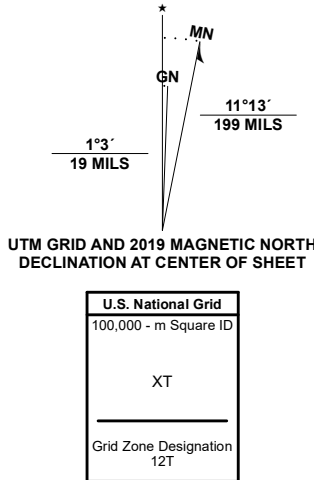 ★
MN
GN
11°13´
199 MILS
1°3´
19 MILS
UTM GRID AND 2019 MAGNETIC NORTH
DECLINATION AT CENTER OF SHEET
U.S. National Grid
100,000 - m Square ID
XT
Grid Zone Designation
12T